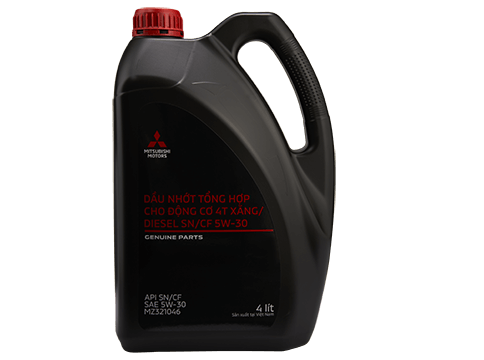 MITSUBISHI
MOTORS
DẦU NHỚT TỔNG HỢP
CHO ĐỘNG CƠ 4T XĂNG/
DIESEL SN/CF 5W-30
GENUINE PARTS
API SN/CF
SAE 5W-30
MZ321046
4 lít
Sản xuất tại Việt Nam